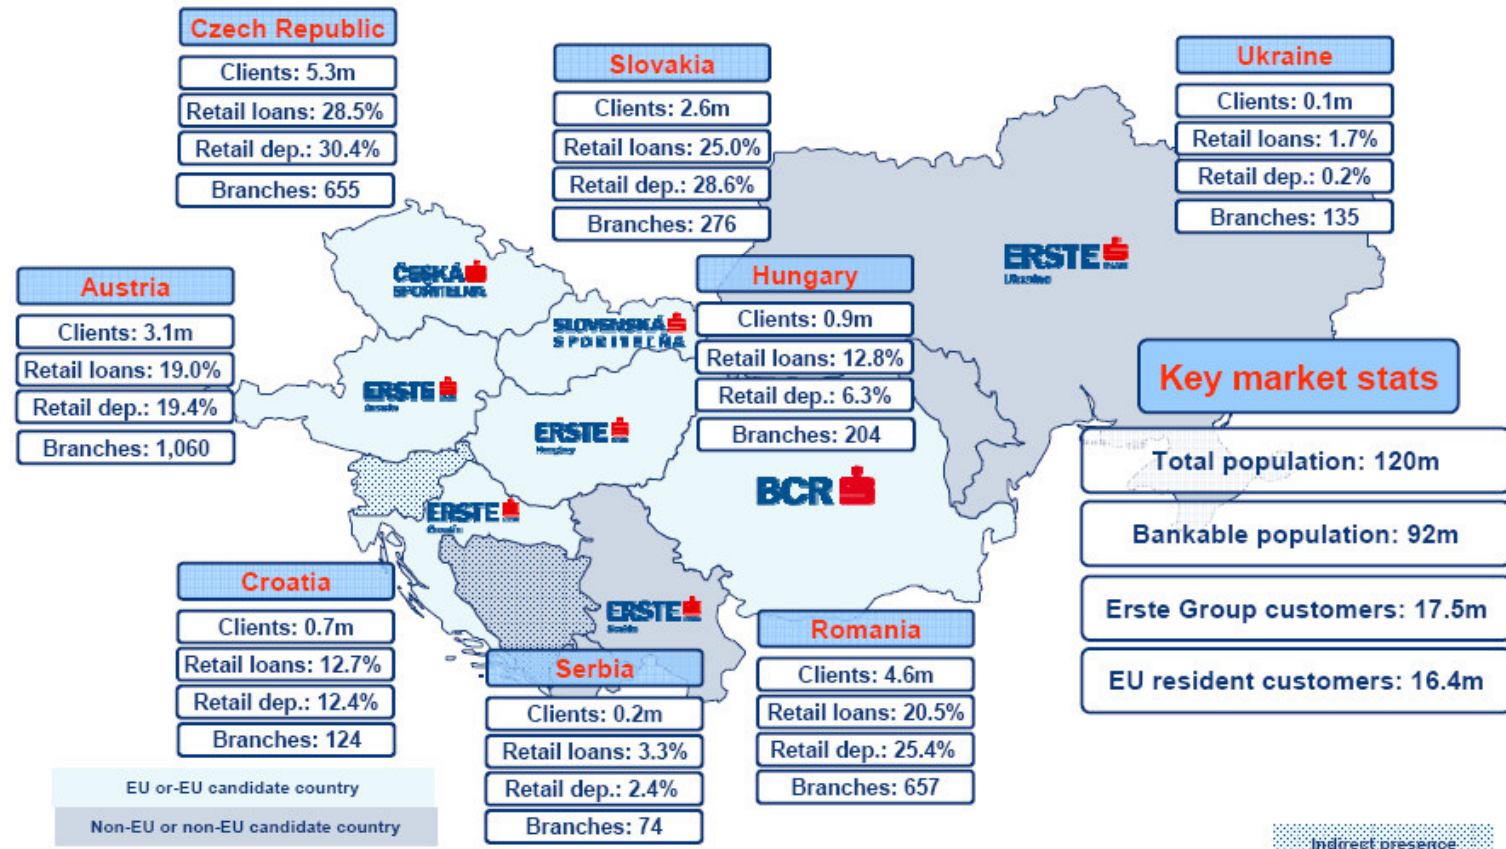 Czech Republic
Clients: 5.3m
Retail loans: 28.5%
Retail dep.: 30.4%
Branches: 655
Slovakia
Clients: 2.6m
Retail loans: 25.0%
Retail dep.: 28.6%
Branches: 276
Ukraine
Clients: 0.1m
Retail loans: 1.7%
Retail dep.: 0.2%
Branches: 135
Austria
Clients: 3.1m
Retail loans: 19.0%
Retail dep.: 19.4%
Branches: 1,060
Hungary
Clients: 0.9m
Retail loans: 12.8%
Retail dep.: 6.3%
Branches: 204
ČESKÁ
SPOŘITELNA
SLOVENSKÁ
SPORITEĽŇA
ERSTE
Ukraine
ERSTE
Austria
ERSTE
Hungary
BCR
ERSTE
Croatia
ERSTE
Serbia
Key market stats
Total population: 120m
Bankable population: 92m
Erste Group customers: 17.5m
EU resident customers: 16.4m
Croatia
Clients: 0.7m
Retail loans: 12.7%
Retail dep.: 12.4%
Branches: 124
Serbia
Clients: 0.2m
Retail loans: 3.3%
Retail dep.: 2.4%
Branches: 74
Romania
Clients: 4.6m
Retail loans: 20.5%
Retail dep.: 25.4%
Branches: 657
EU or-EU candidate country
Non-EU or non-EU candidate country
Indirect presence